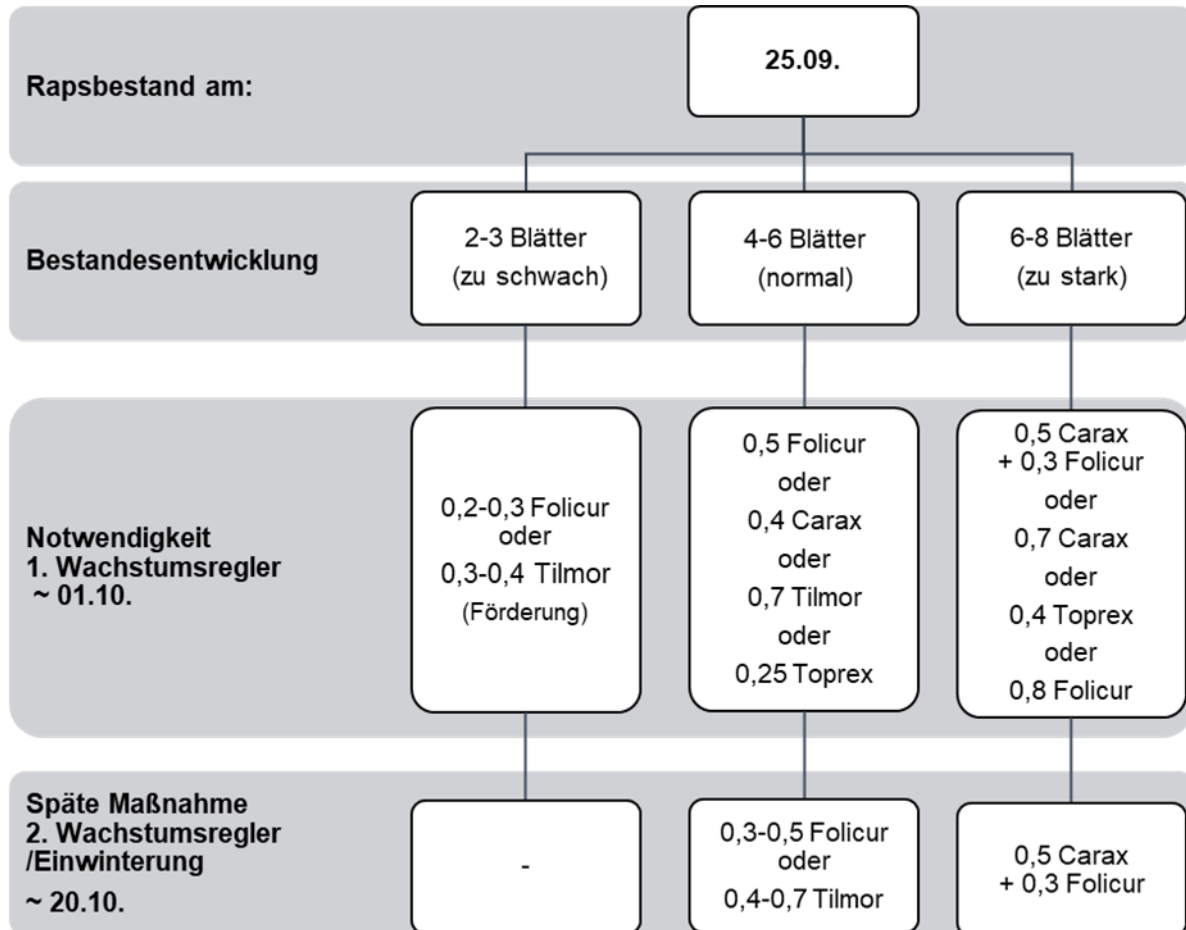 Rapsbestand am:
25.09.
Bestandesentwicklung
2-3 Blätter
(zu schwach)
4-6 Blätter
(normal)
6-8 Blätter
(zu stark)
Notwendigkeit
1. Wachstumsregler
~ 01.10.
0,2-0,3 Folicur
oder
0,3-0,4 Tilmor
(Förderung)
0,5 Folicur
oder
0,4 Carax
oder
0,7 Tilmor
oder
0,25 Toprex
0,5 Carax
+ 0,3 Folicur
oder
0,7 Carax
oder
0,4 Toprex
oder
0,8 Folicur
Späte Maßnahme
2. Wachstumsregler
/Einwinterung
~ 20.10.
-
0,3-0,5 Folicur
oder
0,4-0,7 Tilmor
0,5 Carax
+ 0,3 Folicur